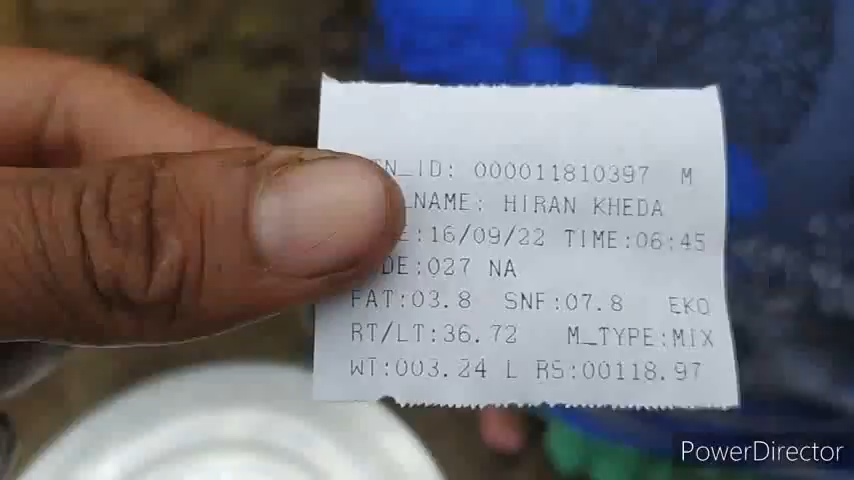 N_ID: 000011810397 M
_NAME: HIRAN KHEDA
E:16/09/22 TIME:06:45
DE:027 NA
FAT:03.8 SNF:07.8 EKO
RT/LT:36.72 M_TYPE:MIX
WT:003.24 L RS:00118.97
PowerDirector